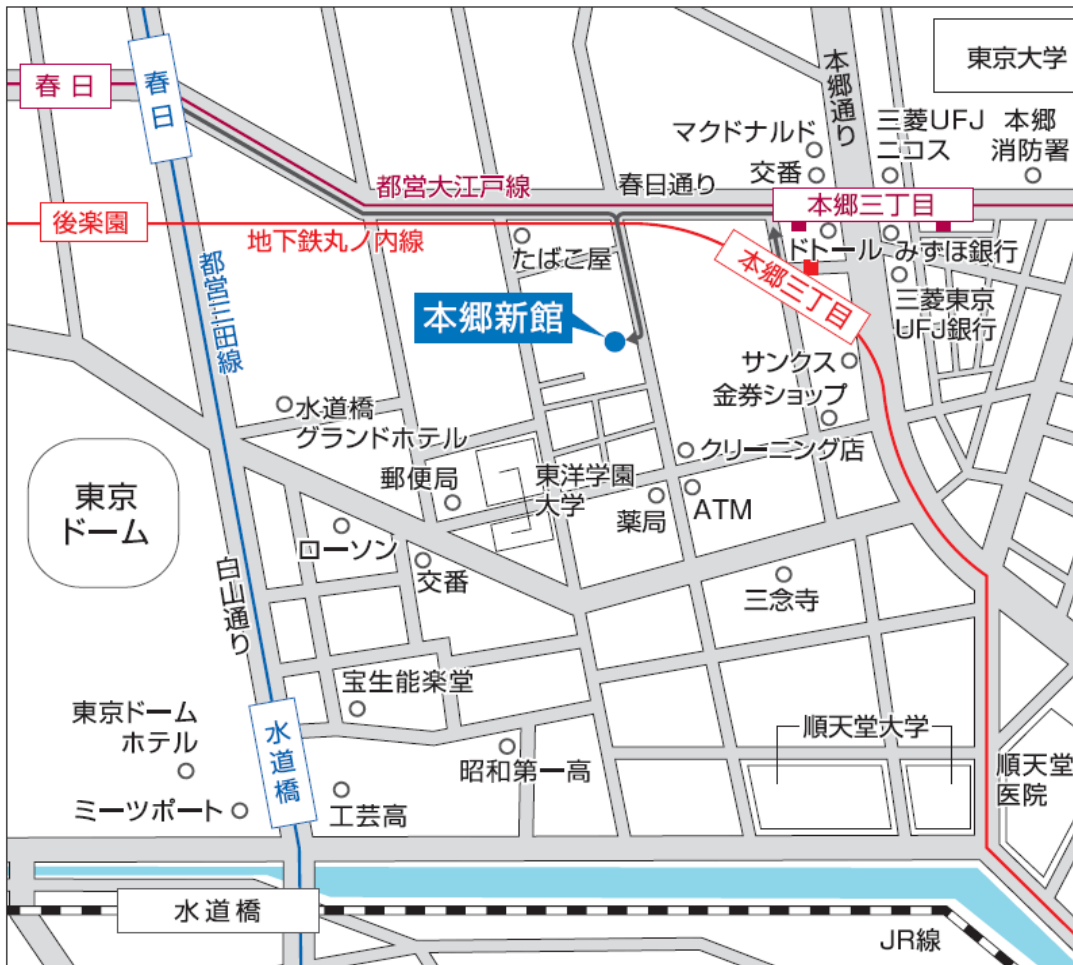 東京大学
本郷通り
春日
春日
マクドナルド
三菱UFJ
ニコス
本郷
消防署
交番
都営大江戸線
春日通り
本郷三丁目
後楽園
地下鉄丸ノ内線
たばこ屋
ドトール
みずほ銀行
都営三田線
本郷三丁目
三菱東京
UFJ銀行
本郷新館
サンクス
金券ショップ
水道橋
グランドホテル
クリーニング店
郵便局
東洋学園
大学
薬局
ATM
東京
ドーム
ローソン
交番
白山通り
三念寺
宝生能楽堂
東京ドーム
ホテル
水道橋
昭和第一高
順天堂大学
順天堂
医院
ミーツポート
工芸高
水道橋
JR線